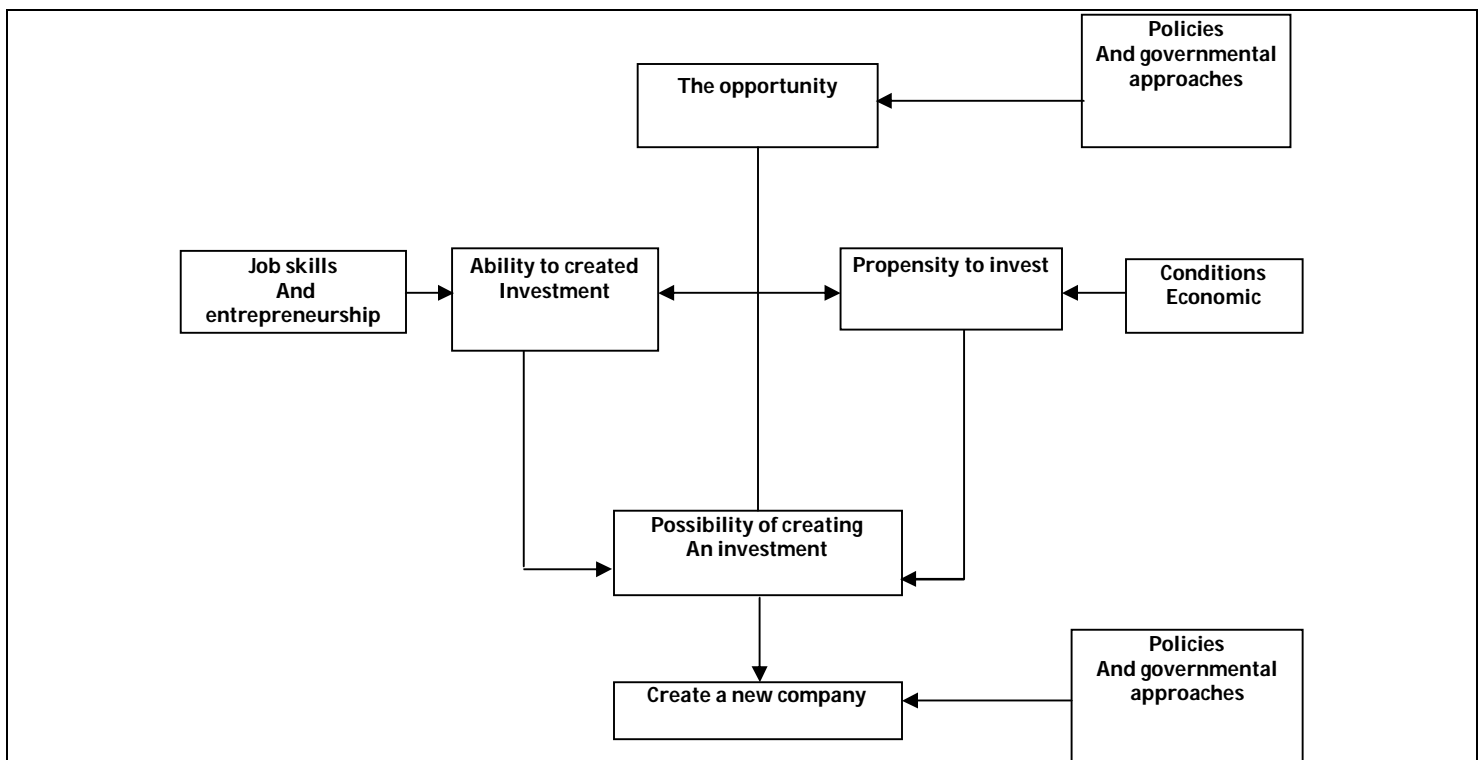 Policies
And governmental
approaches
The opportunity
Job skills
And
entrepreneurship
Ability to created
Investment
Propensity to invest
Conditions
Economic
Possibility of creating
An investment
Policies
And governmental
approaches
Create a new company